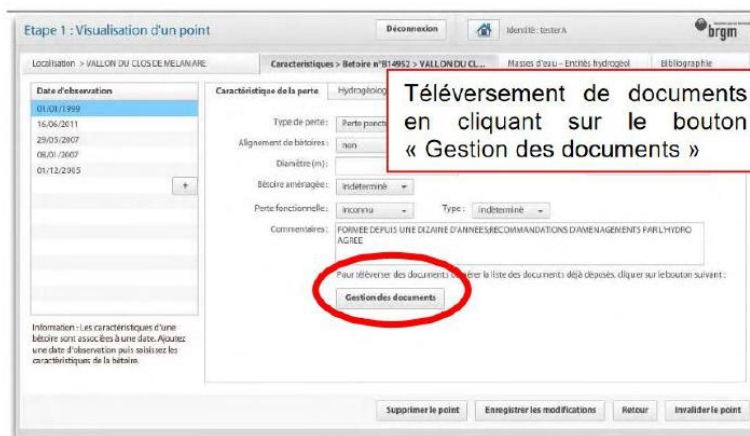 Etape 1 : Visualisation d'un point
Déconnexion
Identité : tester A
brgm
Localisation > VALLON DU CLOS DE MELANIARE
Caracteristiques > Betoire n°B14952 > VALLON DU CL...
Masses d'eau - Entités hydrogéol
Bibliographie
Date d'observation
01/01/1999
16/06/2011
29/05/2007
08/01/2007
01/12/2005
+
Information : Les caractéristiques d'une
bétoire sont associées à une date. Ajoutez
une date d'observation puis saisissez les
caractéristiques de la bétoire.
Caractéristique de la perte
Hydrogéolog
Téléversement de documents
en cliquant sur le bouton
« Gestion des documents »
Type de perte : Perte ponct
Alignement de bétoires : non
Diamètre (m) :
Bétoire aménagée : indéterminé
Perte fonctionnelle : inconnu Type : indéterminé
Commentaires : FORMEE DEPUIS UNE DIZAINE D'ANNEES;RECOMMANDATIONS D'AMENAGEMENTS PAR L'HYDRO
AGREE
Pour téléverser des documents ou gérer la liste des documents déjà déposés, cliquer sur le bouton suivant :
Gestion des documents
Supprimer le point
Enregistrer les modifications
Retour
Invalider le point